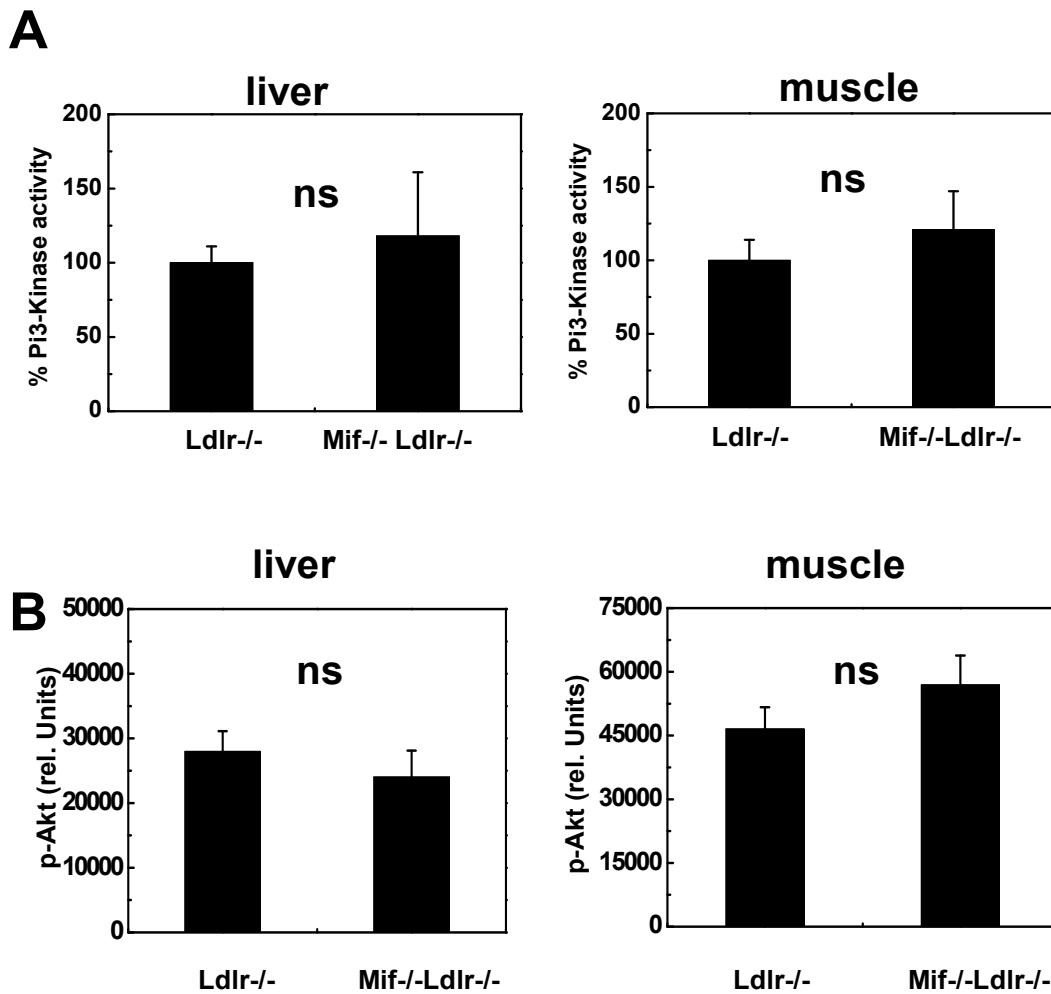 A
liver
% Pi3-Kinase activity
200
150
100
50
0
ns
Ldlr-/-
Mif-/- Ldlr-/-
muscle
% Pi3-Kinase activity
200
150
100
50
0
ns
Ldlr-/-
Mif-/-Ldlr-/-
B
liver
p-Akt (rel. Units)
50000
40000
30000
20000
10000
0
ns
Ldlr-/-
Mif-/-Ldlr-/-
muscle
p-Akt (rel. Units)
75000
60000
45000
30000
15000
0
ns
Ldlr-/-
Mif-/-Ldlr-/-